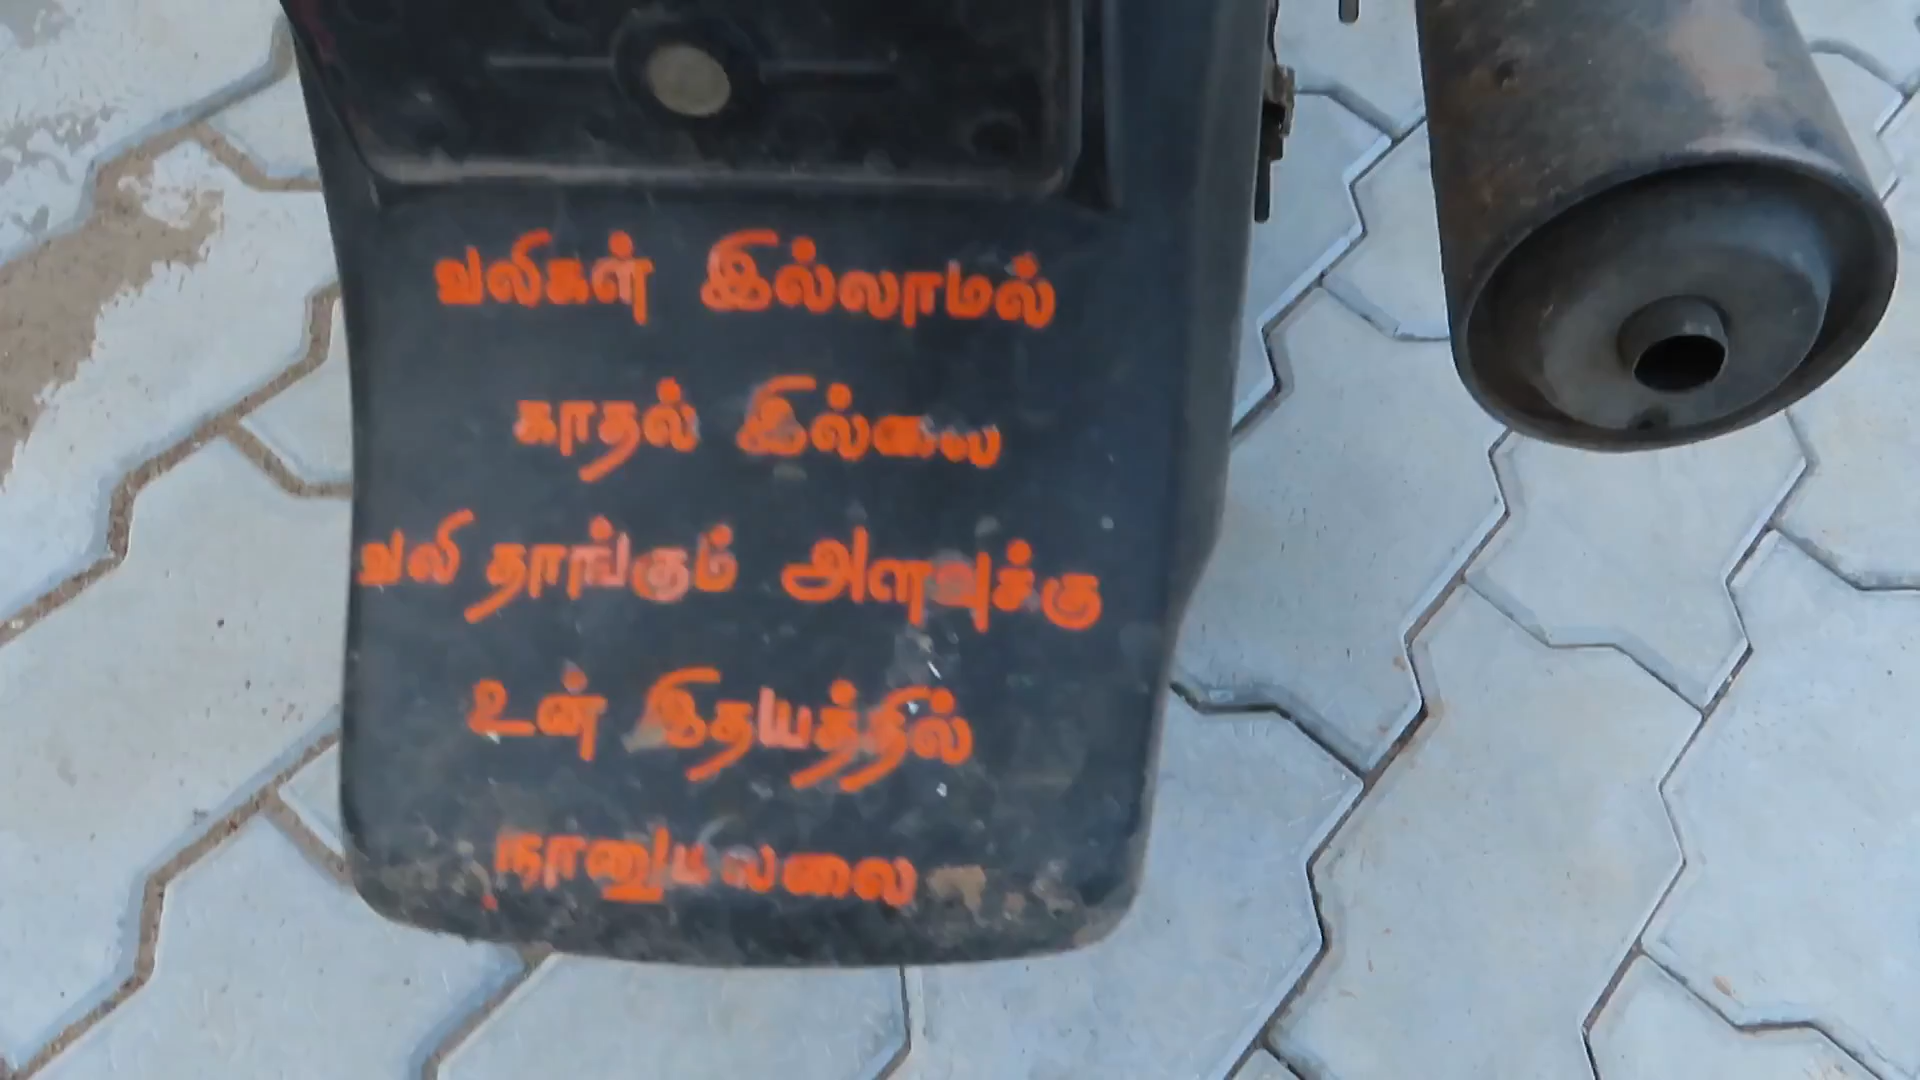 வலிகள் இல்லாமல்
காதல் இல்லை
வலி தாங்கும் அளவுக்கு
உன் இதயத்தில்